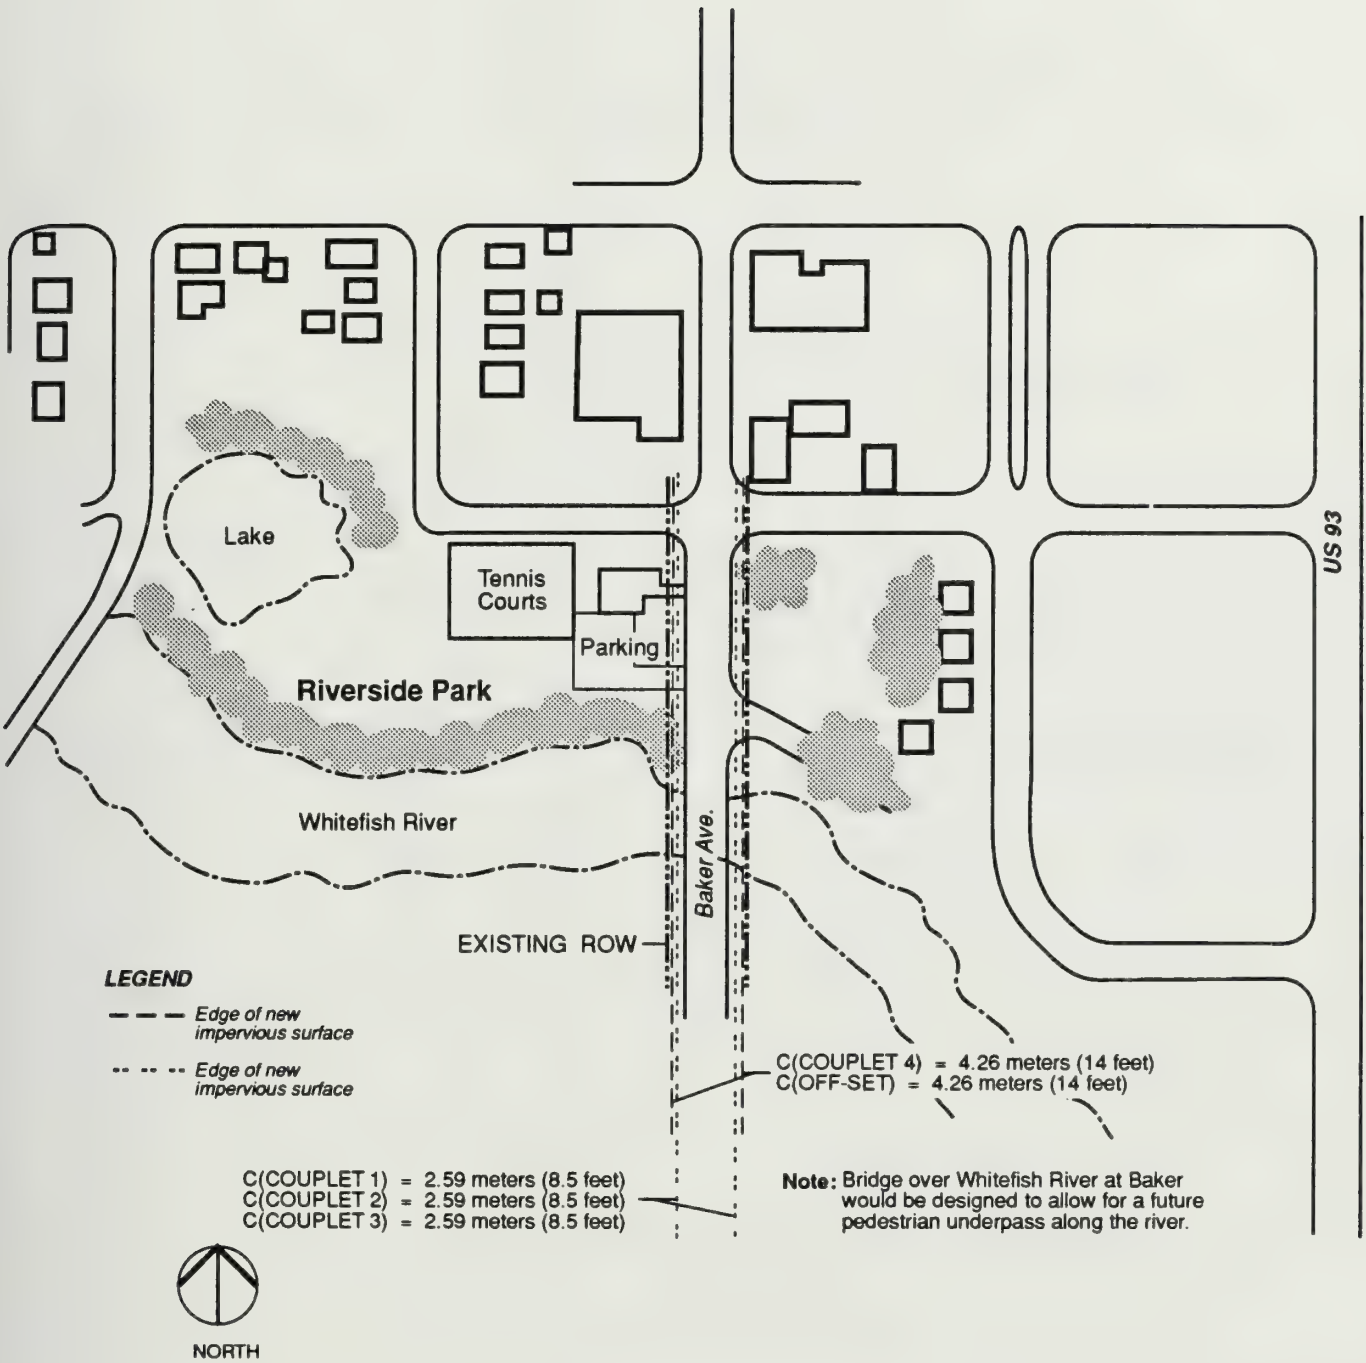 US 93
Lake
Tennis
Courts
Parking
Riverside Park
Whitefish River
Baker Ave.
EXISTING ROW
LEGEND
Edge of new
impervious surface
Edge of new
impervious surface
C(COUPLET 4) = 4.26 meters (14 feet)
C(OFF-SET) = 4.26 meters (14 feet)
C(COUPLET 1) = 2.59 meters (8.5 feet)
C(COUPLET 2) = 2.59 meters (8.5 feet)
C(COUPLET 3) = 2.59 meters (8.5 feet)
Note: Bridge over Whitefish River at Baker
would be designed to allow for a future
pedestrian underpass along the river.
NORTH